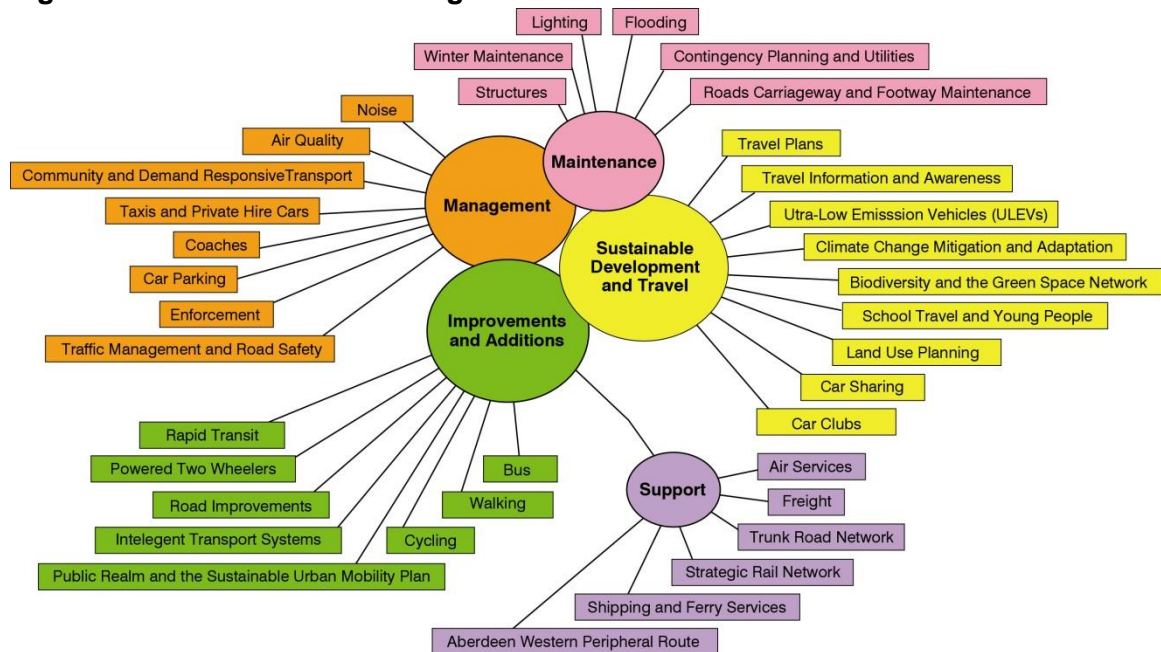 Lighting
Flooding
Winter Maintenance
Contingency Planning and Utilities
Structures
Roads Carriageway and Footway Maintenance
Maintenance
Noise
Air Quality
Community and Demand ResponsiveTransport
Taxis and Private Hire Cars
Coaches
Car Parking
Enforcement
Traffic Management and Road Safety
Management
Travel Plans
Travel Information and Awareness
Utra-Low Emisssion Vehicles (ULEVs)
Climate Change Mitigation and Adaptation
Biodiversity and the Green Space Network
School Travel and Young People
Land Use Planning
Car Sharing
Car Clubs
Sustainable
Development
and Travel
Improvements
and Additions
Rapid Transit
Powered Two Wheelers
Road Improvements
Intelegent Transport Systems
Public Realm and the Sustainable Urban Mobility Plan
Cycling
Walking
Bus
Support
Air Services
Freight
Trunk Road Network
Strategic Rail Network
Shipping and Ferry Services
Aberdeen Western Peripheral Route